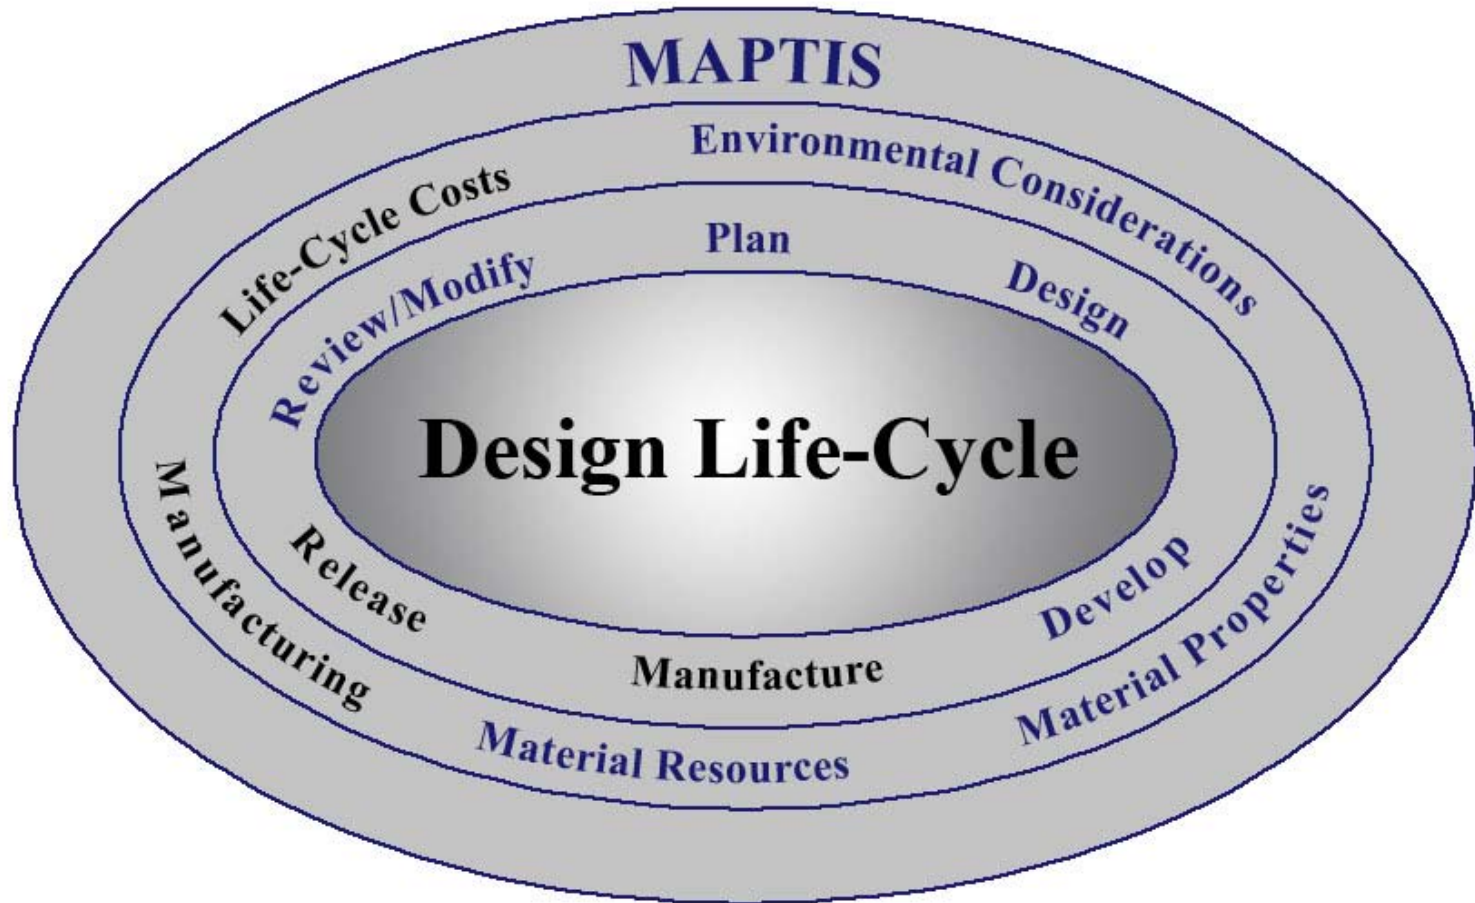 MAPTIS
Environmental Considerations
Life-Cycle Costs
Plan
Review/Modify
Design
Design Life-Cycle
Manufacturing
Release
Develop
Material Properties
Manufacture
Material Resources